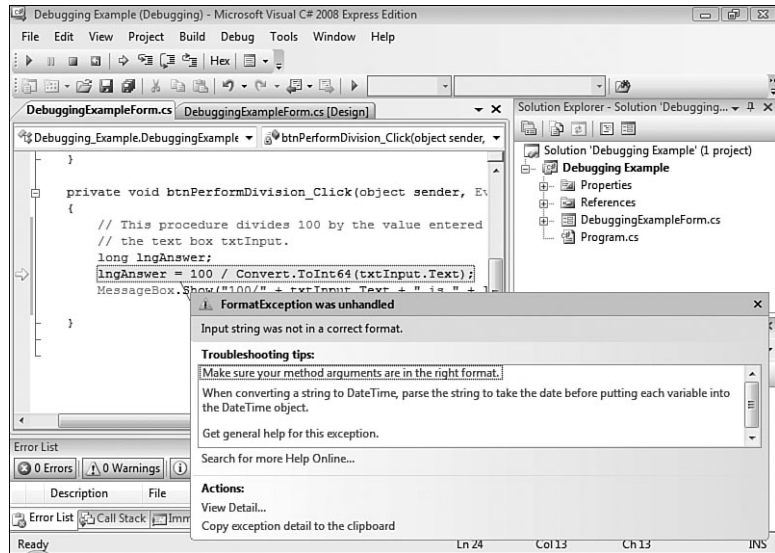 Debugging Example (Debugging) - Microsoft Visual C# 2008 Express Edition
File Edit View Project Build Debug Tools Window Help
Hex
DebuggingExampleForm.cs DebuggingExampleForm.cs [Design]
Debugging_Example.DebuggingExample btnPerformDivision_Click(object sender,
}
private void btnPerformDivision_Click(object sender, Ev
{
// This procedure divides 100 by the value entered
// the text box txtInput.
long lngAnswer;
lngAnswer = 100 / Convert.ToInt64(txtInput.Text);
MessageBox.Show("100/" + txtInput.Text + " is " + l
}
Solution Explorer - Solution 'Debugging...
Solution 'Debugging Example' (1 project)
Debugging Example
Properties
References
DebuggingExampleForm.cs
Program.cs
FormatException was unhandled
Input string was not in a correct format.
Troubleshooting tips:
Make sure your method arguments are in the right format.
When converting a string to DateTime, parse the string to take the date before putting each variable into
the DateTime object.
Get general help for this exception.
Search for more Help Online...
Actions:
View Detail...
Copy exception detail to the clipboard
Error List
0 Errors 0 Warnings
Description File
Error List Call Stack Imm
Ready Ln 24 Col 13 Ch 13 INS